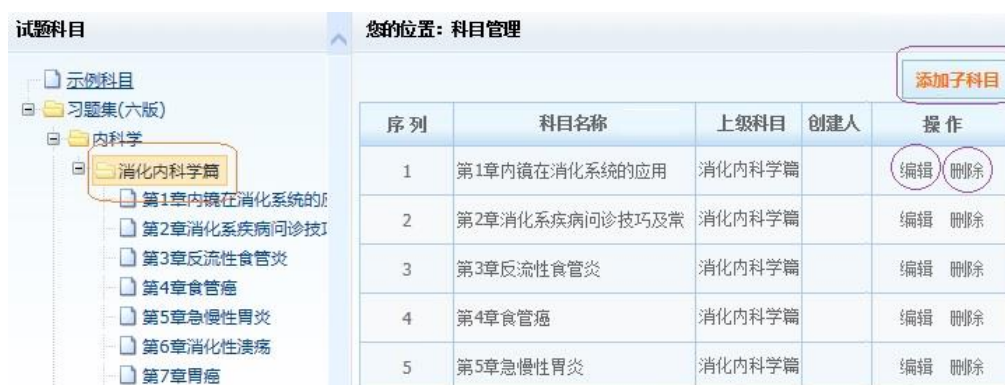 试题科目
示例科目
习题集(六版)
内科学
消化内科学篇
第1章内镜在消化系统的应
第2章消化系疾病问诊技巧
第3章反流性食管炎
第4章食管癌
第5章急慢性胃炎
第6章消化性溃疡
第7章胃癌
您的位置：科目管理
添加子科目
序列 科目名称 上级科目 创建人 操作
1 第1章内镜在消化系统的应用 消化内科学篇 编辑 删除
2 第2章消化系疾病问诊技巧及常 消化内科学篇 编辑 删除
3 第3章反流性食管炎 消化内科学篇 编辑 删除
4 第4章食管癌 消化内科学篇 编辑 删除
5 第5章急慢性胃炎 消化内科学篇 编辑 删除